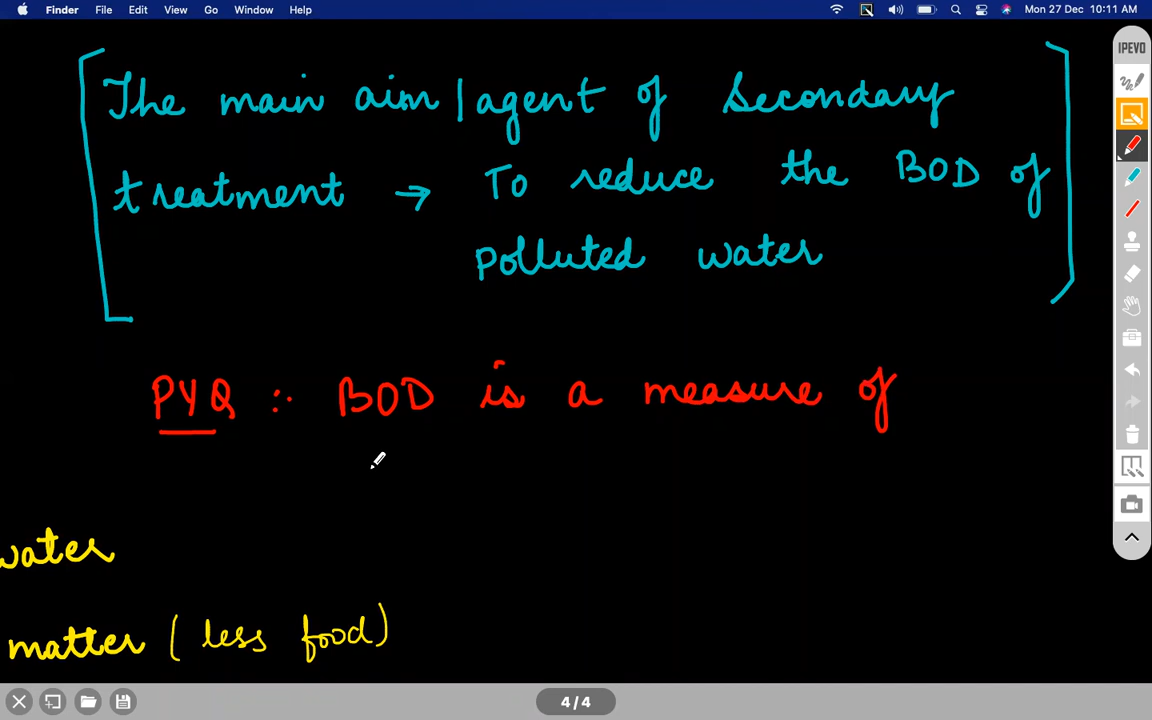 Finder File Edit View Go Window Help Mon 27 Dec 10:11 AM
IPEVO
The main aim | agent of Secondary
treatment → To reduce the BOD of
polluted water
PYQ :- BOD is a measure of
water
matter (less food)
4 / 4